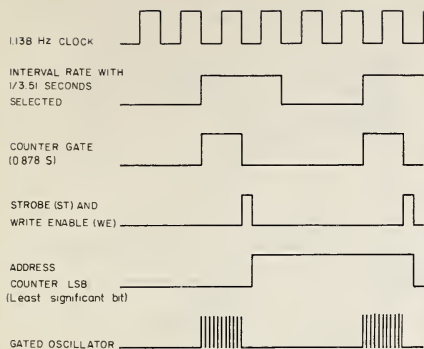 1.138 Hz CLOCK
INTERVAL RATE WITH
1/3.51 SECONDS
SELECTED
COUNTER GATE
(0.878 S)
STROBE (ST) AND
WRITE ENABLE (WE)
ADDRESS
COUNTER LSB
(Least significant bit)
GATED OSCILLATOR